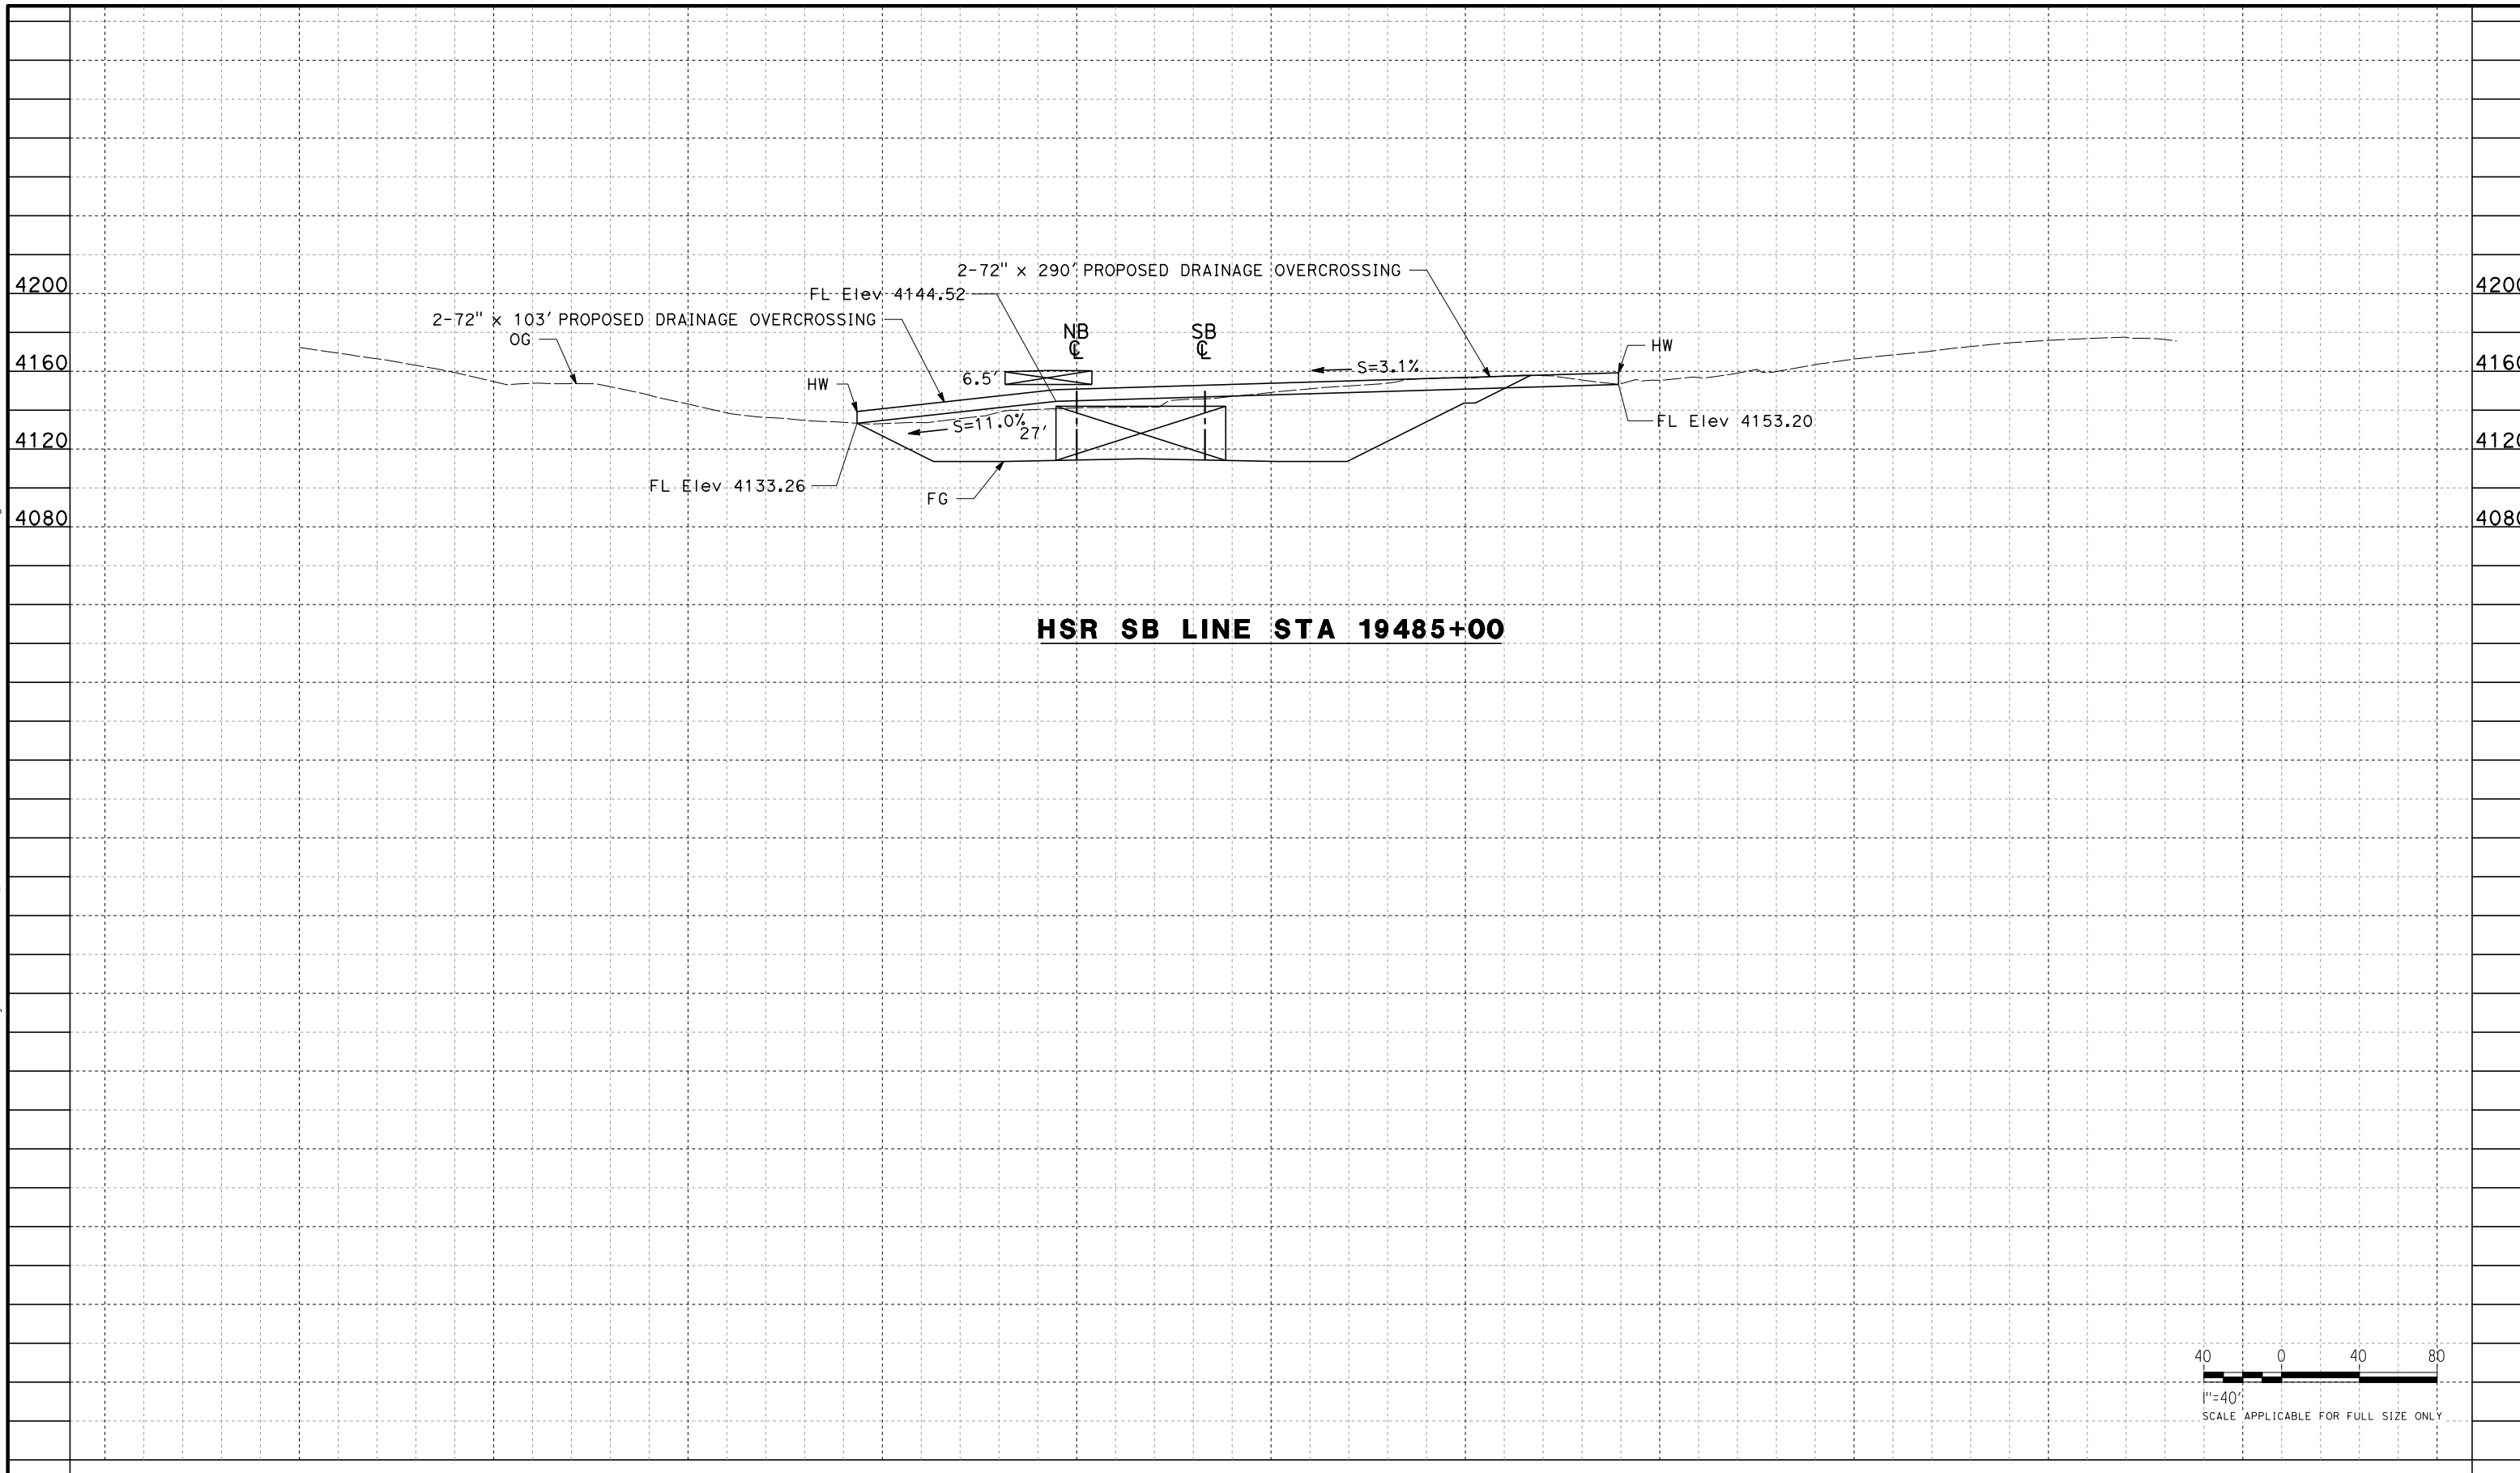 2-72" x 290' PROPOSED DRAINAGE OVERCROSSING
4200
FL Elev 4144.52
4200
2-72" x 103' PROPOSED DRAINAGE OVERCROSSING
NB
SB
OG
℄
℄
HW
4160
S=3.1%
4160
6.5'
HW
S=11.0%
27'
FL Elev 4153.20
4120
4120
FL Elev 4133.26
FG
4080
4080
HSR SB LINE STA 19485+00
40 0 40 80
1"=40'
SCALE APPLICABLE FOR FULL SIZE ONLY